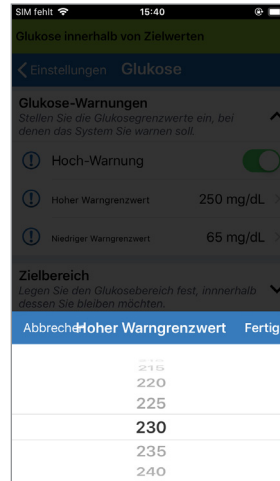 SIM fehlt 15:40
Glukose innerhalb von Zielwerten
Einstellungen Glukose
Glukose-Warnungen
Stellen Sie die Glukosegrenzwerte ein, bei
denen das System Sie warnen soll.
Hoch-Warnung
Hoher Warngrenzwert 250 mg/dL
Niedriger Warngrenzwert 65 mg/dL
Zielbereich
Legen Sie den Glukosebereich fest, innnerhalb
dessen Sie bleiben möchten.
Abbreche Hoher Warngrenzwert Fertig
215
220
225
230
235
240